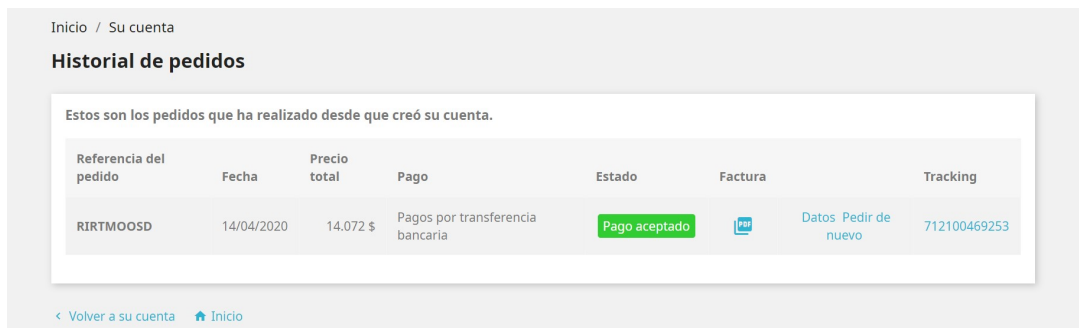 Inicio / Su cuenta
Historial de pedidos
Estos son los pedidos que ha realizado desde que creó su cuenta.
Referencia del pedido Fecha Precio total Pago Estado Factura Tracking
RIRTMOOSD 14/04/2020 14.072 $ Pagos por transferencia bancaria Pago aceptado PDF Datos Pedir de nuevo 712100469253
< Volver a su cuenta Inicio